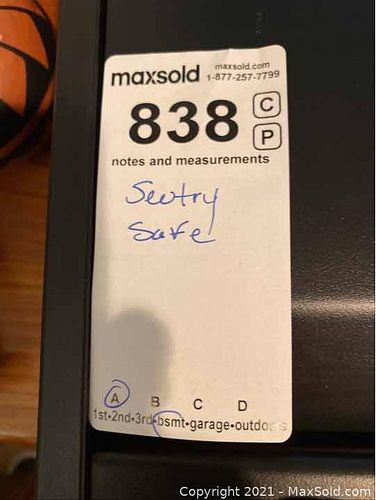 maxsold
maxsold.com
1-877-257-7799
838
C
P
notes and measurements
Sentry
Safe
A B C D
1st•2nd•3rd•bsmt•garage•outdoors
Copyright 2021 - MaxSold.com